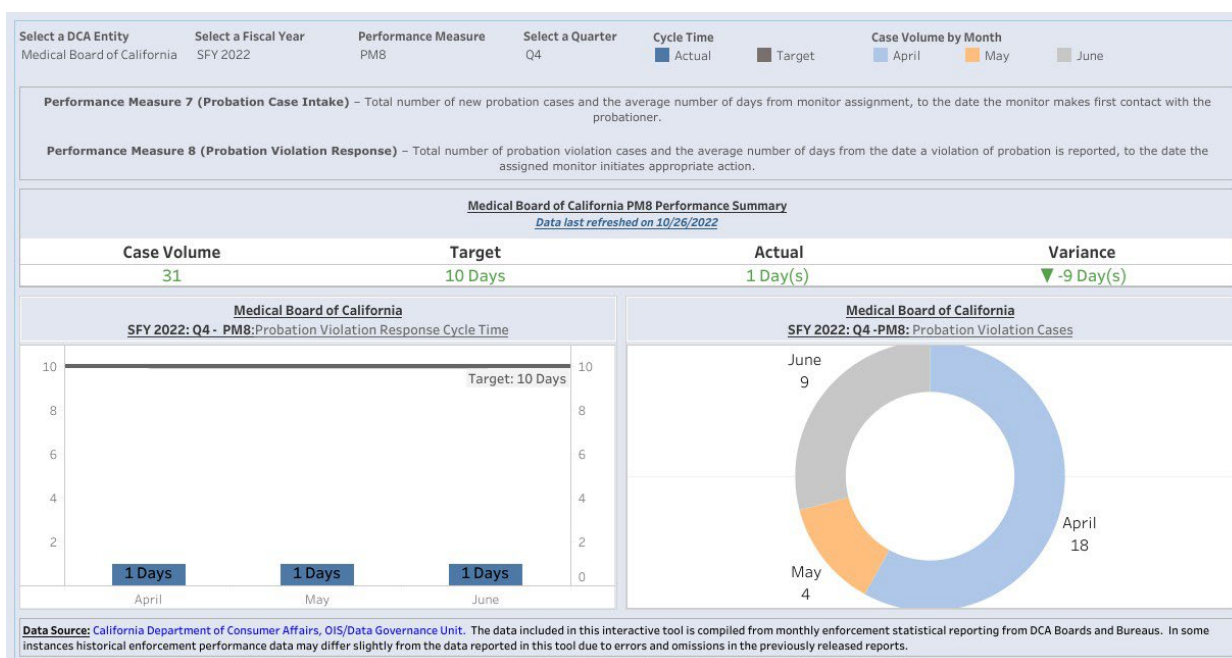 Select a DCA Entity
Medical Board of California
Select a Fiscal Year
SFY 2022
Performance Measure
PM8
Select a Quarter
Q4
Cycle Time
Actual
Target
Case Volume by Month
April
May
June
Performance Measure 7 (Probation Case Intake) – Total number of new probation cases and the average number of days from monitor assignment, to the date the monitor makes first contact with the
probationer.
Performance Measure 8 (Probation Violation Response) – Total number of probation violation cases and the average number of days from the date a violation of probation is reported, to the date the
assigned monitor initiates appropriate action.
Medical Board of California PM8 Performance Summary
Data last refreshed on 10/26/2022
Case Volume Target Actual Variance
31 10 Days 1 Day(s) ▼ -9 Day(s)
Medical Board of California
SFY 2022: Q4 - PM8:Probation Violation Response Cycle Time
10 10
Target: 10 Days
8 8
6 6
4 4
2 2
1 Days 1 Days 1 Days 0
April May June
Medical Board of California
SFY 2022: Q4 -PM8: Probation Violation Cases
June
9
April
18
May
4
Data Source: California Department of Consumer Affairs, OIS/Data Governance Unit. The data included in this interactive tool is compiled from monthly enforcement statistical reporting from DCA Boards and Bureaus. In some
instances historical enforcement performance data may differ slightly from the data reported in this tool due to errors and omissions in the previously released reports.